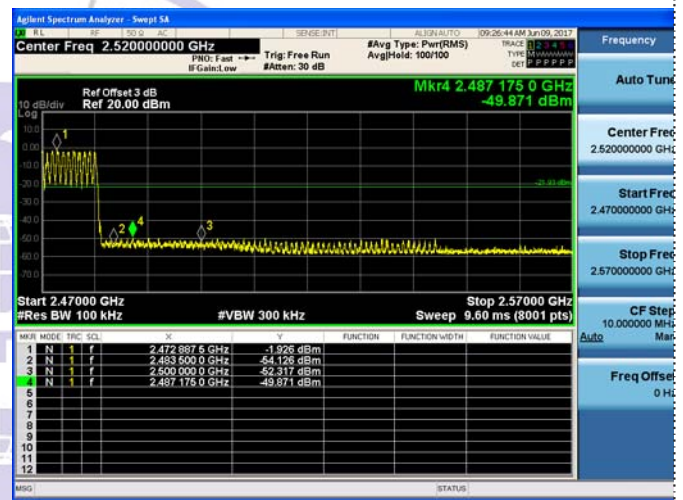 Agilent Spectrum Analyzer - Swept SA
RL RF 50 Ω AC SENSE:INT ALIGN AUTO 09:26:44 AM Jun 09, 2017
Center Freq 2.520000000 GHz
PNO: Fast Trig: Free Run
IFGain:Low #Atten: 30 dB
#Avg Type: Pwr(RMS)
Avg|Hold: 100/100
TRACE 1 2 3 4 5 6
TYPE M
DET P P P P P P
Ref Offset 3 dB
10 dB/div Ref 20.00 dBm
Log
Mkr4 2.487 175 0 GHz
-49.871 dBm
10.0
0.00
-10.0
-20.0
-30.0
-40.0
-50.0
-60.0
-70.0
1
2
4
3
-21.93 dBm
Start 2.47000 GHz Stop 2.57000 GHz
#Res BW 100 kHz #VBW 300 kHz Sweep 9.60 ms (8001 pts)
MKR MODE TRC SCL X Y FUNCTION FUNCTION WIDTH FUNCTION VALUE
1 N 1 f 2.472 887 5 GHz -1.926 dBm
2 N 1 f 2.483 500 0 GHz -54.126 dBm
3 N 1 f 2.500 000 0 GHz -52.317 dBm
4 N 1 f 2.487 175 0 GHz -49.871 dBm
5
6
7
8
9
10
11
12
MSG STATUS
Frequency
Auto Tune
Center Freq
2.520000000 GHz
Start Freq
2.470000000 GHz
Stop Freq
2.570000000 GHz
CF Step
10.000000 MHz
Auto Man
Freq Offset
0 Hz